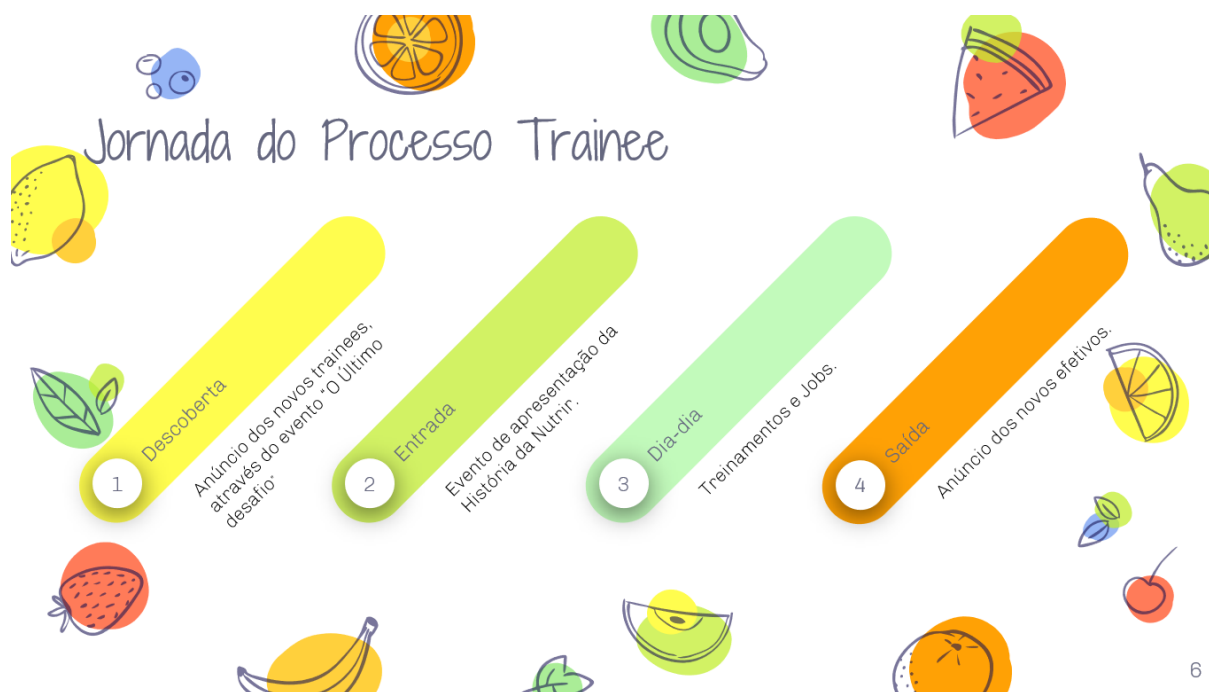 Jornada do Processo Trainee
1
Descoberta
Anúncio dos novos trainees,
através do evento "O Último
desafio"
2
Entrada
Evento de apresentação da
História da Nutrir.
3
Dia-dia
Treinamentos e Jobs.
4
Saída
Anúncio dos novos efetivos.
6